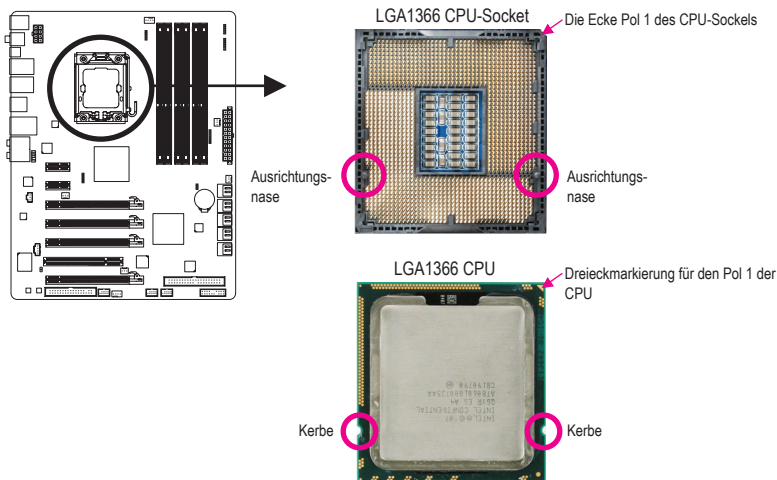 LGA1366 CPU-Socket
Die Ecke Pol 1 des CPU-Sockels
Ausrichtungs-
nase
Ausrichtungs-
nase
LGA1366 CPU
Dreieckmarkierung für den Pol 1 der
CPU
INTEL CONFIDENTIAL
Kerbe
Kerbe